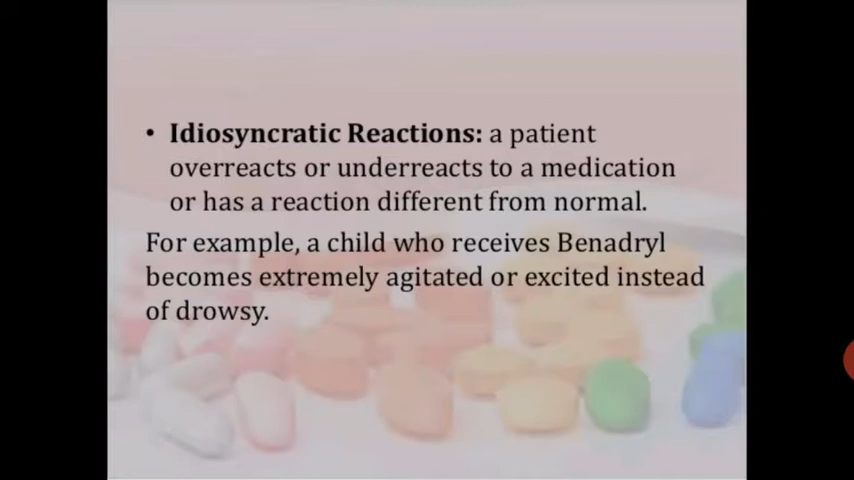 • Idiosyncratic Reactions: a patient
overreacts or underreacts to a medication
or has a reaction different from normal.
For example, a child who receives Benadryl
becomes extremely agitated or excited instead
of drowsy.